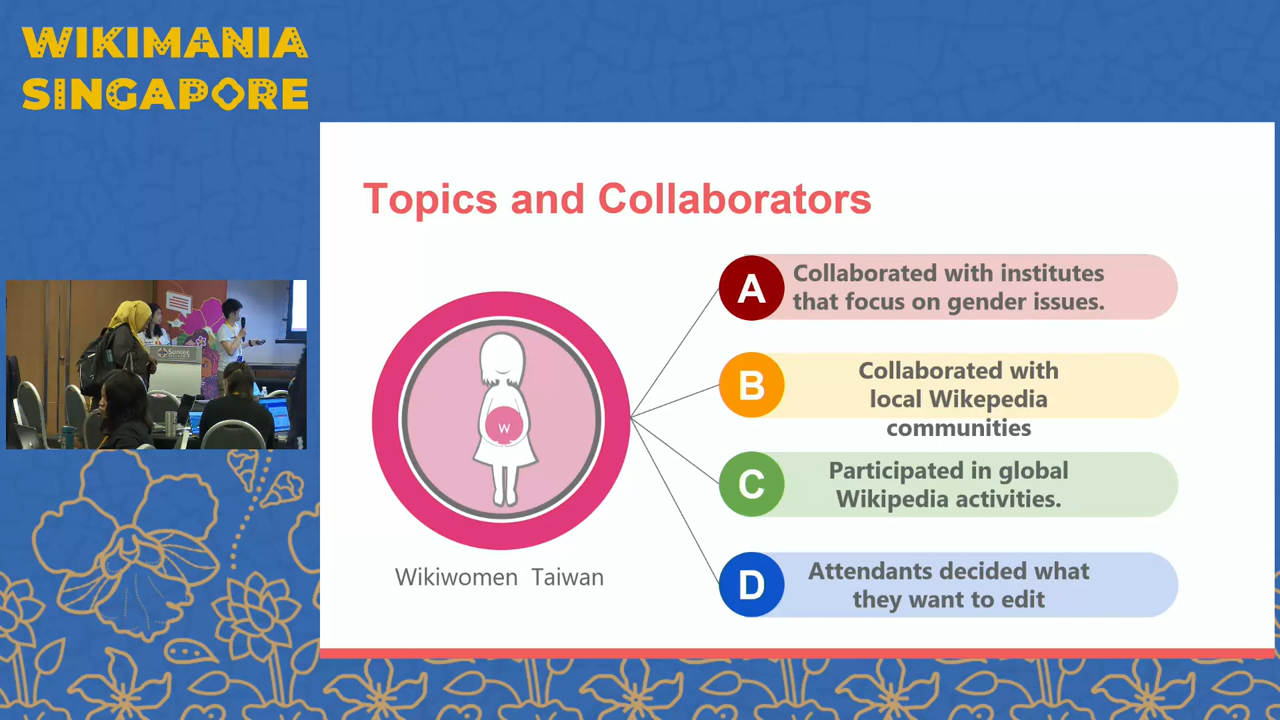 WIKIMANIA
SINGAPORE
Topics and Collaborators
A
Collaborated with institutes
that focus on gender issues.
B
Collaborated with
local Wikepedia
communities
C
Participated in global
Wikipedia activities.
D
Attendants decided what
they want to edit
W
Wikiwomen Taiwan
Suntec